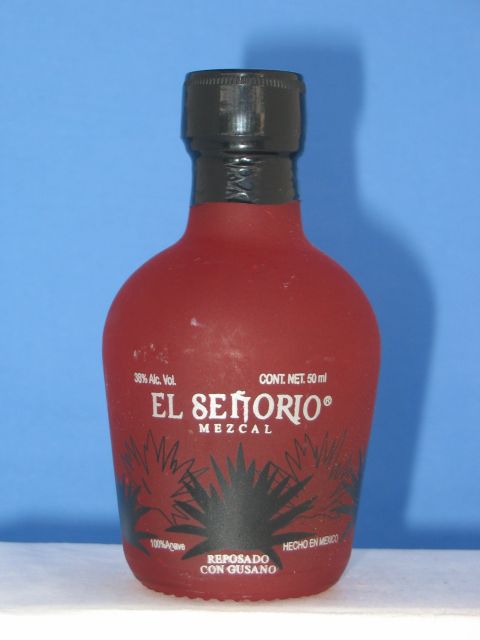 38% Alc. Vol. CONT. NET. 50 ml
EL SEÑORIO®
MEZCAL
100% Agave HECHO EN MEXICO
REPOSADO
CON GUSANO